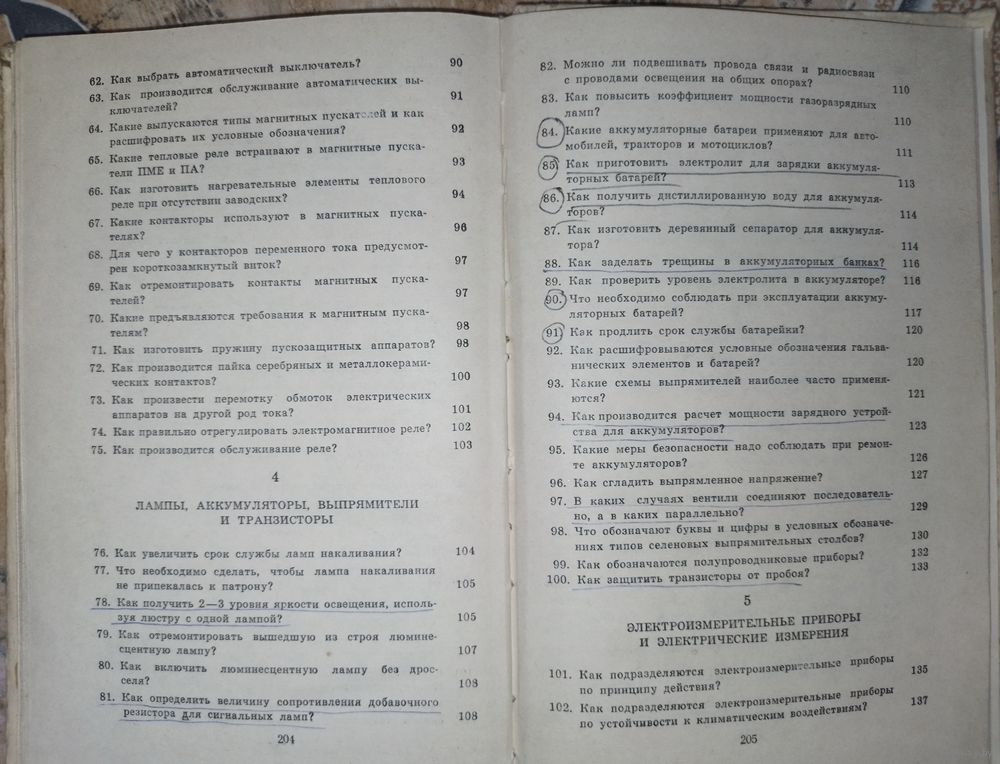 62. Как выбрать автоматический выключатель? 90
63. Как производится обслуживание автоматических вы-
ключателей? 91
64. Какие выпускаются типы магнитных пускателей и как
расшифровать их условные обозначения? 92
65. Какие тепловые реле встраивают в магнитные пуска-
тели ПМЕ и ПА? 93
66. Как изготовить нагревательные элементы теплового
реле при отсутствии заводских? 94
67. Какие контакторы используют в магнитных пуска-
телях? 96
68. Для чего у контакторов переменного тока предусмот-
рен короткозамкнутый виток? 97
69. Как отремонтировать контакты магнитных пуска-
телей? 97
70. Какие предъявляются требования к магнитным пуска-
телям? 98
71. Как изготовить пружину пускозащитных аппаратов? 98
72. Как производится пайка серебряных и металлокерами-
ческих контактов? 100
73. Как произвести перемотку обмоток электрических
аппаратов на другой род тока? 101
74. Как правильно отрегулировать электромагнитное реле? 102
75. Как производится обслуживание реле? 103
4
ЛАМПЫ, АККУМУЛЯТОРЫ, ВЫПРЯМИТЕЛИ
И ТРАНЗИСТОРЫ
76. Как увеличить срок службы ламп накаливания? 104
77. Что необходимо сделать, чтобы лампа накаливания
не припекалась к патрону? 105
78. Как получить 2—3 уровня яркости освещения, исполь-
зуя люстру с одной лампой? 105
79. Как отремонтировать вышедшую из строя люмине-
сцентную лампу? 107
80. Как включить люминесцентную лампу без дрос-
селя? 108
81. Как определить величину сопротивления добавочного
резистора для сигнальных ламп? 108
204
82. Можно ли подвешивать провода связи и радиосвязи
с проводами освещения на общих опорах? 110
83. Как повысить коэффициент мощности газоразрядных
ламп? 110
84. Какие аккумуляторные батареи применяют для авто-
мобилей, тракторов и мотоциклов? 111
85. Как приготовить электролит для зарядки аккумуля-
торных батарей? 113
86. Как получить дистиллированную воду для аккумуля-
торов? 114
87. Как изготовить деревянный сепаратор для аккумуля-
тора? 114
88. Как заделать трещины в аккумуляторных банках? 116
89. Как проверить уровень электролита в аккумуляторе? 116
90. Что необходимо соблюдать при эксплуатации аккуму-
ляторных батарей? 117
91. Как продлить срок службы батарейки? 120
92. Как расшифровываются условные обозначения гальва-
нических элементов и батарей? 120
93. Какие схемы выпрямителей наиболее часто применя-
ются? 121
94. Как производится расчет мощности зарядного устрой-
ства для аккумуляторов? 123
95. Какие меры безопасности надо соблюдать при ремон-
те аккумуляторов? 126
96. Как сгладить выпрямленное напряжение? 127
97. В каких случаях вентили соединяют последователь-
но, а в каких параллельно? 129
98. Что обозначают буквы и цифры в условных обозначе-
ниях типов селеновых выпрямительных столбов? 130
99. Как обозначаются полупроводниковые приборы? 132
100. Как защитить транзисторы от пробоя? 133
5
ЭЛЕКТРОИЗМЕРИТЕЛЬНЫЕ ПРИБОРЫ
И ЭЛЕКТРИЧЕСКИЕ ИЗМЕРЕНИЯ
101. Как подразделяются электроизмерительные приборы
по принципу действия? 135
102. Как подразделяются электроизмерительные приборы
по устойчивости к климатическим воздействиям? 137
205